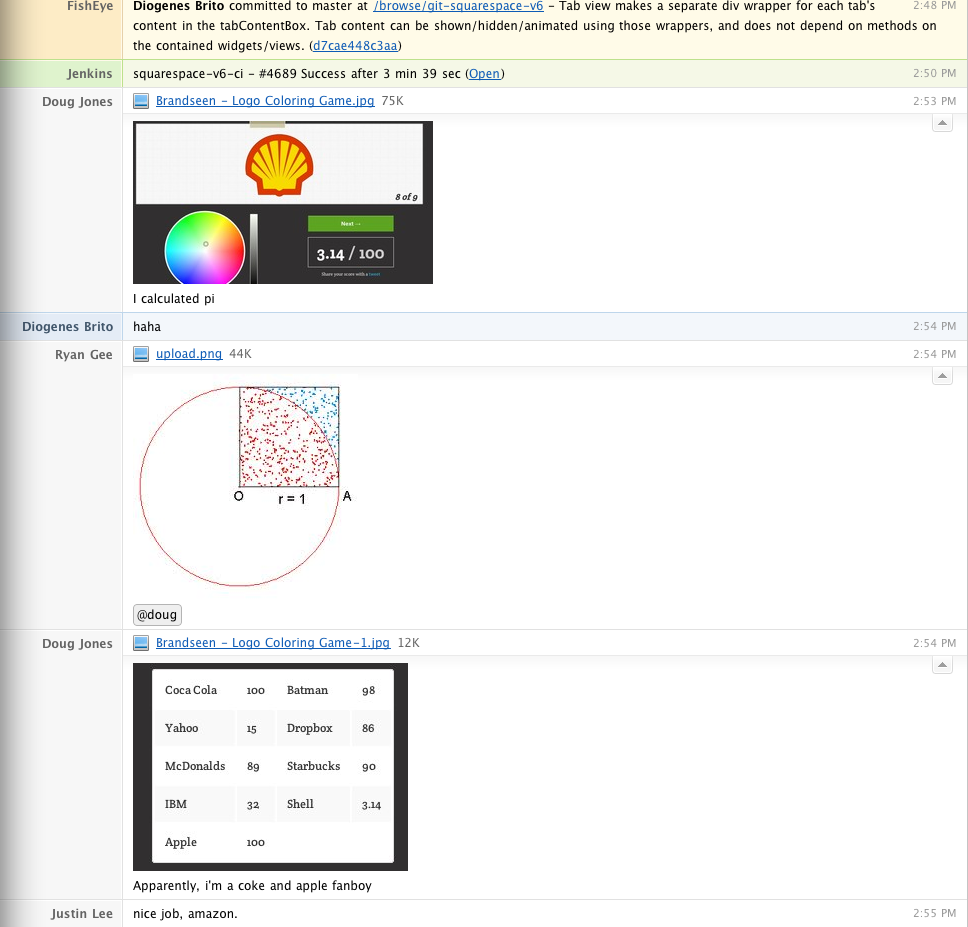 FishEye Diogenes Brito committed to master at /browse/git-squarespace-v6 – Tab view makes a separate div wrapper for each tab's 2:48 PM
content in the tabContentBox. Tab content can be shown/hidden/animated using those wrappers, and does not depend on methods on
the contained widgets/views. (d7cae448c3aa)
Jenkins squarespace-v6-ci – #4689 Success after 3 min 39 sec (Open) 2:50 PM
Doug Jones Brandseen – Logo Coloring Game.jpg 75K 2:53 PM
8 of 9
Next →
3.14 / 100
Share your score with a tweet
I calculated pi
Diogenes Brito haha 2:54 PM
Ryan Gee upload.png 44K 2:54 PM
O r = 1 A
@doug
Doug Jones Brandseen – Logo Coloring Game-1.jpg 12K 2:54 PM
Coca Cola 100 Batman 98
Yahoo 15 Dropbox 86
McDonalds 89 Starbucks 90
IBM 32 Shell 3.14
Apple 100
Apparently, i'm a coke and apple fanboy
Justin Lee nice job, amazon. 2:55 PM